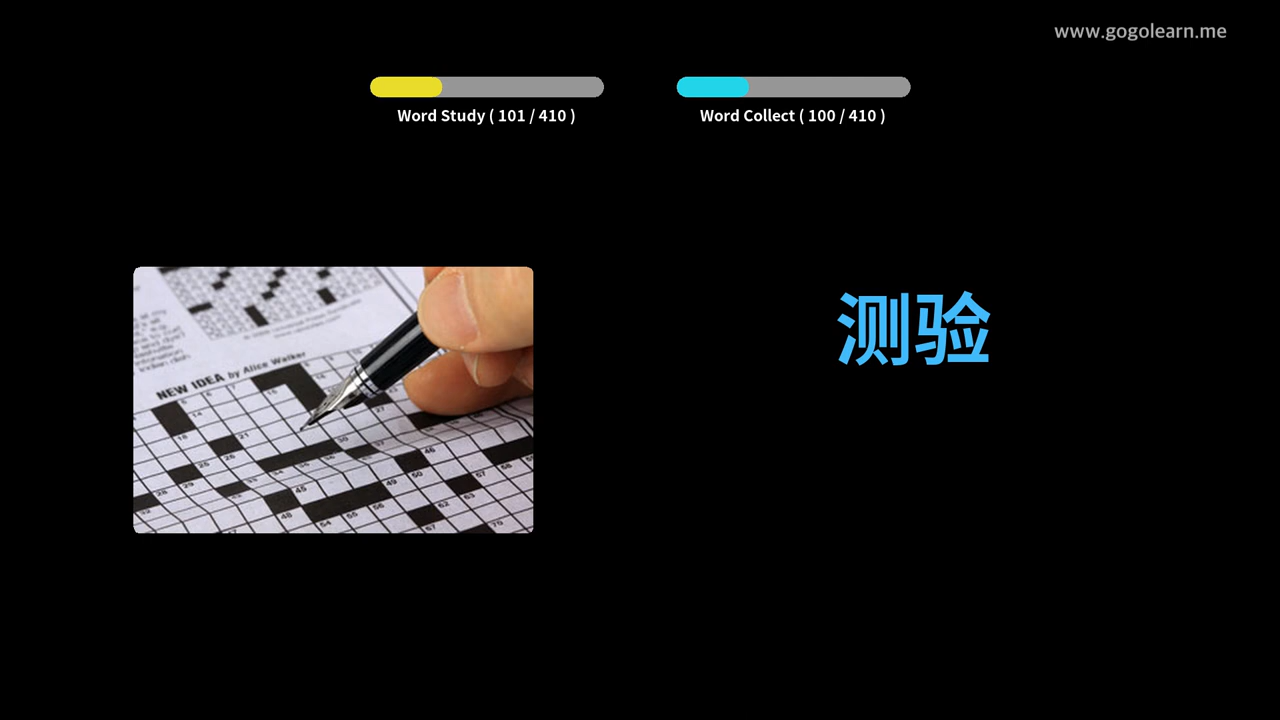 www.gogolearn.me
Word Study ( 101 / 410 )
Word Collect ( 100 / 410 )
测验
NEW IDEA by Alice Walker